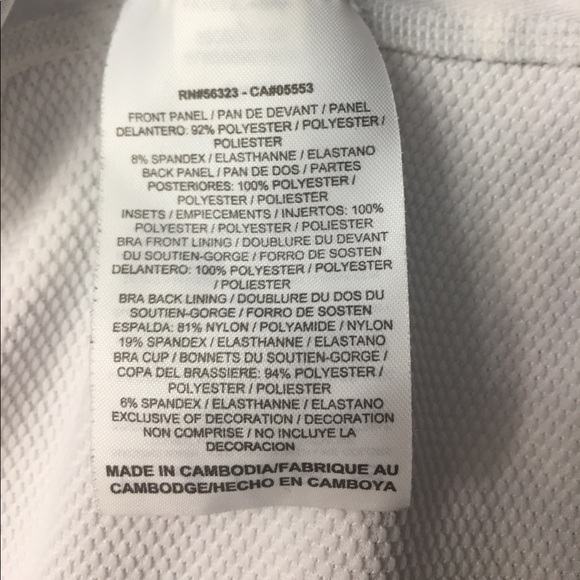 RN#56323 - CA#05553
FRONT PANEL / PAN DE DEVANT / PANEL
DELANTERO: 92% POLYESTER / POLYESTER /
POLIESTER
8% SPANDEX / ELASTHANNE / ELASTANO
BACK PANEL / PAN DE DOS / PARTES
POSTERIORES: 100% POLYESTER /
POLYESTER / POLIESTER
INSETS / EMPIECEMENTS / INJERTOS: 100%
POLYESTER / POLYESTER / POLIESTER
BRA FRONT LINING / DOUBLURE DU DEVANT
DU SOUTIEN-GORGE / FORRO DE SOSTEN
DELANTERO: 100% POLYESTER / POLYESTER
/ POLIESTER
BRA BACK LINING / DOUBLURE DU DOS DU
SOUTIEN-GORGE / FORRO DE SOSTEN
ESPALDA: 81% NYLON / POLYAMIDE / NYLON
19% SPANDEX / ELASTHANNE / ELASTANO
BRA CUP / BONNETS DU SOUTIEN-GORGE /
COPA DEL BRASSIERE: 94% POLYESTER /
POLYESTER / POLIESTER
6% SPANDEX / ELASTHANNE / ELASTANO
EXCLUSIVE OF DECORATION / DECORATION
NON COMPRISE / NO INCLUYE LA
DECORACION
MADE IN CAMBODIA/FABRIQUE AU
CAMBODGE/HECHO EN CAMBOYA